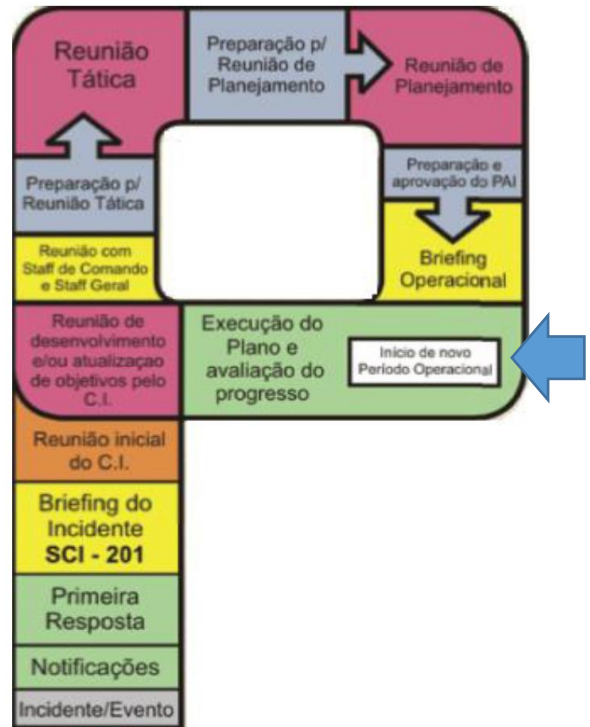 Reunião
Tática
Preparação p/
Reunião de
Planejamento
Reunião de
Planejamento
Preparação p/
Reunião Tática
Preparação e
aprovação do PAI
Reunião com
Staff de Comando
e Staff Geral
Briefing
Operacional
Reunião de
desenvolvimento
e/ou atualizaçao
de objetivos pelo
C.I.
Execução do
Plano e
avaliação do
progresso
Início de novo
Período Operacional
Reunião inicial
do C.I.
Briefing do
Incidente
SCI - 201
Primeira
Resposta
Notificações
Incidente/Evento